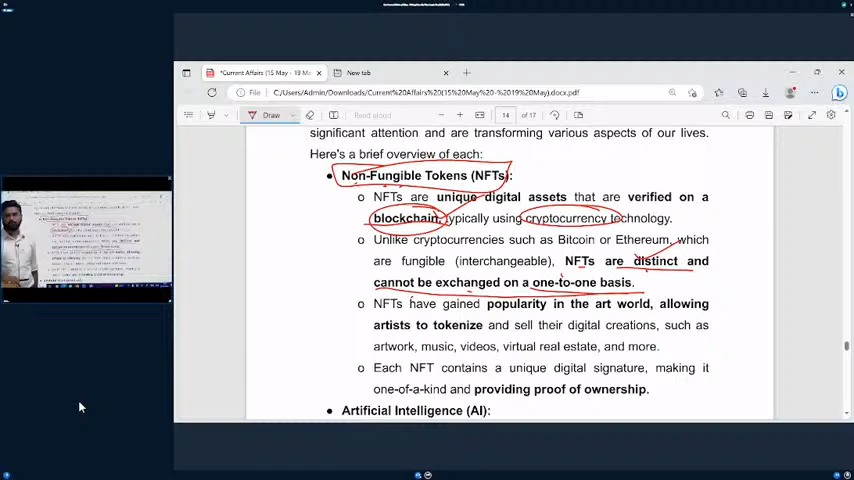 *Current Affairs (15 May - 19 M
New tab
File
C:/Users/Admin/Downloads/Current%20Affairs%20(15%20May%20-%2019%20May).docx.pdf
Draw
Read aloud
14
of 17
significant attention and are transforming various aspects of our lives.
Here's a brief overview of each:
• Non-Fungible Tokens (NFTs):
o NFTs are unique digital assets that are verified on a
blockchain, typically using cryptocurrency technology.
o Unlike cryptocurrencies such as Bitcoin or Ethereum, which
are fungible (interchangeable), NFTs are distinct and
cannot be exchanged on a one-to-one basis.
o NFTs have gained popularity in the art world, allowing
artists to tokenize and sell their digital creations, such as
artwork, music, videos, virtual real estate, and more.
o Each NFT contains a unique digital signature, making it
one-of-a-kind and providing proof of ownership.
• Artificial Intelligence (AI):